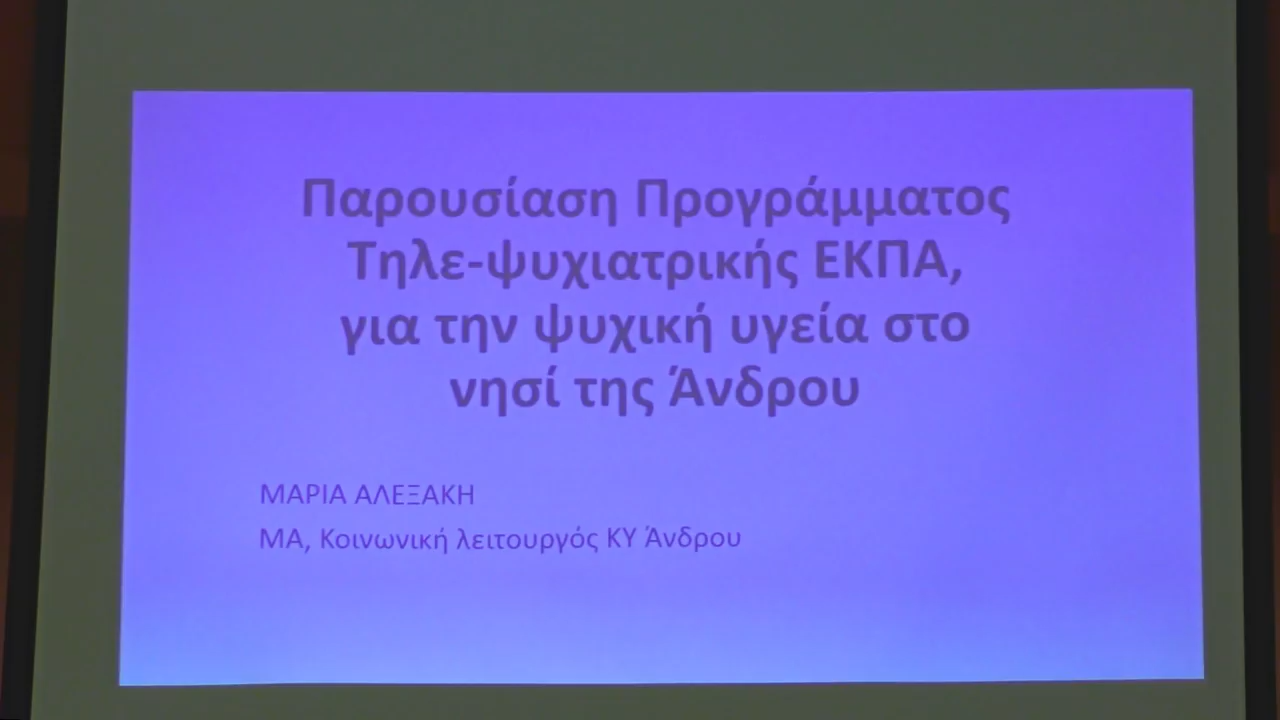 Παρουσίαση Προγράμματος
Τηλε-ψυχιατρικής ΕΚΠΑ,
για την ψυχική υγεία στο
νησί της Άνδρου
ΜΑΡΙΑ ΑΛΕΞΑΚΗ
ΜΑ, Κοινωνική λειτουργός ΚΥ Άνδρου